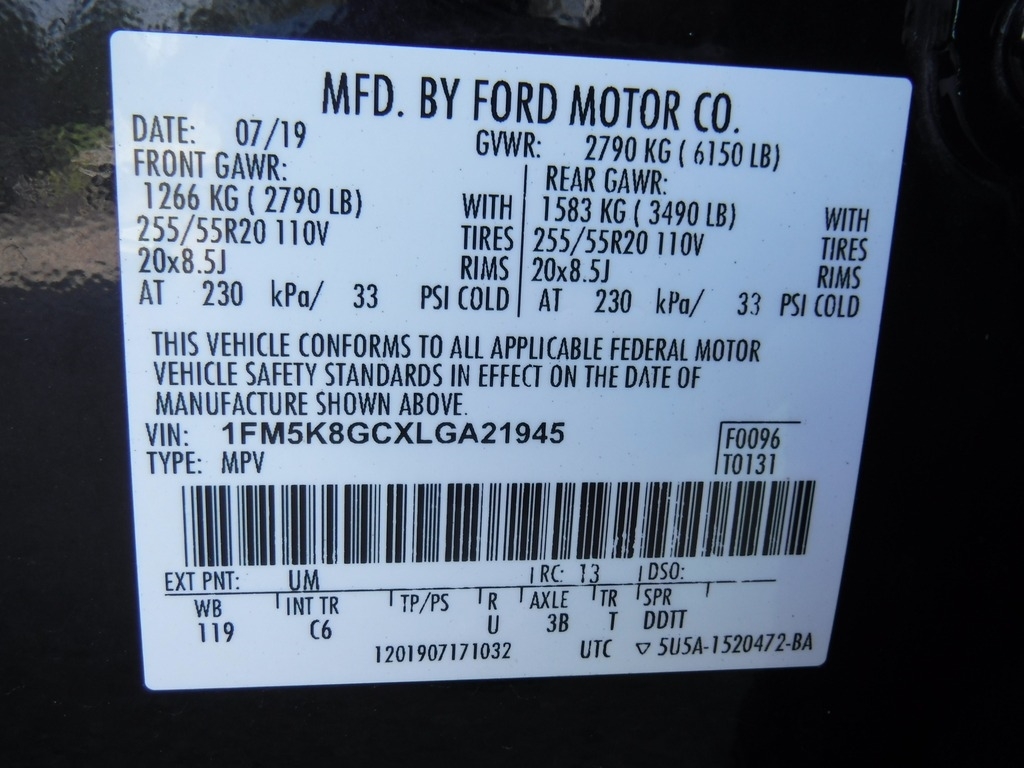 MFD. BY FORD MOTOR CO.
DATE: 07/19 GVWR: 2790 KG ( 6150 LB)
FRONT GAWR: REAR GAWR:
1266 KG ( 2790 LB) WITH 1583 KG ( 3490 LB) WITH
255/55R20 110V TIRES 255/55R20 110V TIRES
20x8.5J RIMS 20x8.5J RIMS
AT 230 kPa/ 33 PSI COLD AT 230 kPa/ 33 PSI COLD
THIS VEHICLE CONFORMS TO ALL APPLICABLE FEDERAL MOTOR
VEHICLE SAFETY STANDARDS IN EFFECT ON THE DATE OF
MANUFACTURE SHOWN ABOVE.
VIN: 1FM5K8GCXLGA21945 F0096
TYPE: MPV T0131
EXT PNT: UM RC: 13 DSO:
WB INT TR TP/PS R AXLE TR SPR
119 C6 U 3B T DDTT
1201907171032 UTC ▽ 5U5A-1520472-BA